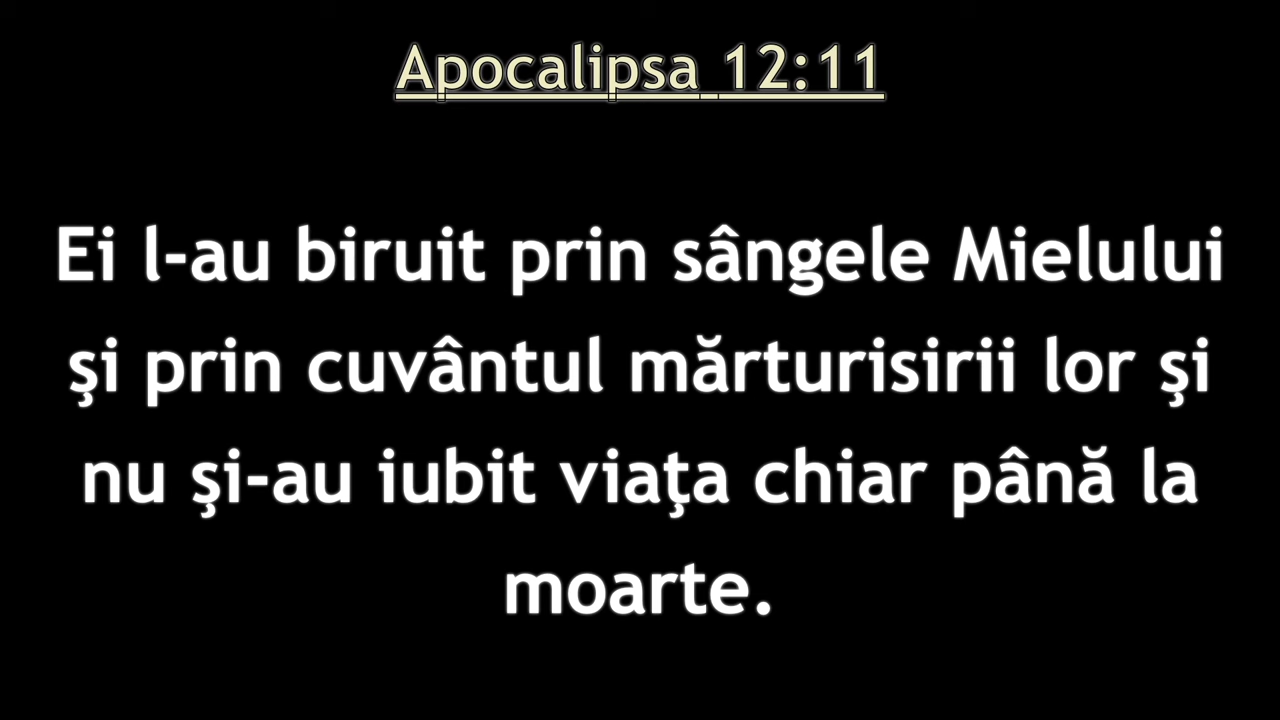 Apocalipsa 12:11
Ei l-au biruit prin sângele Mielului
şi prin cuvântul mărturisirii lor şi
nu şi-au iubit viaţa chiar până la
moarte.